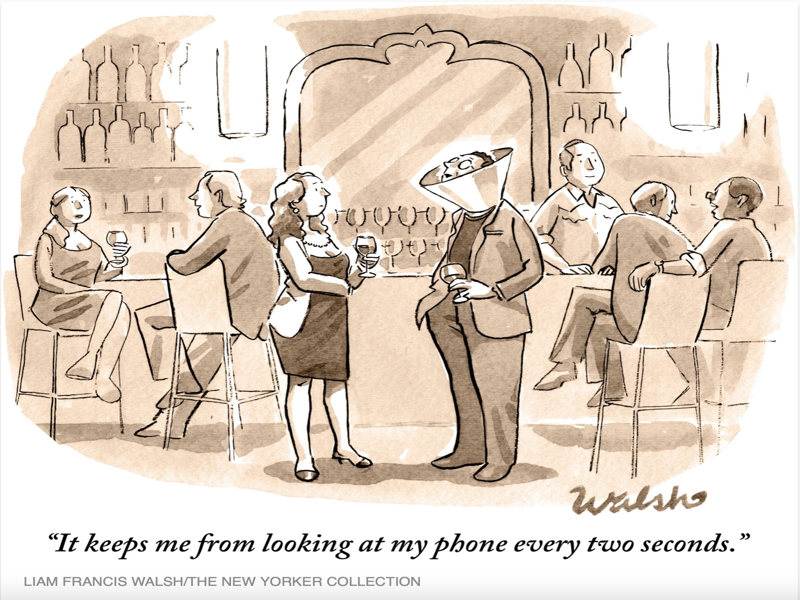 Walsh
“It keeps me from looking at my phone every two seconds.”
LIAM FRANCIS WALSH/THE NEW YORKER COLLECTION